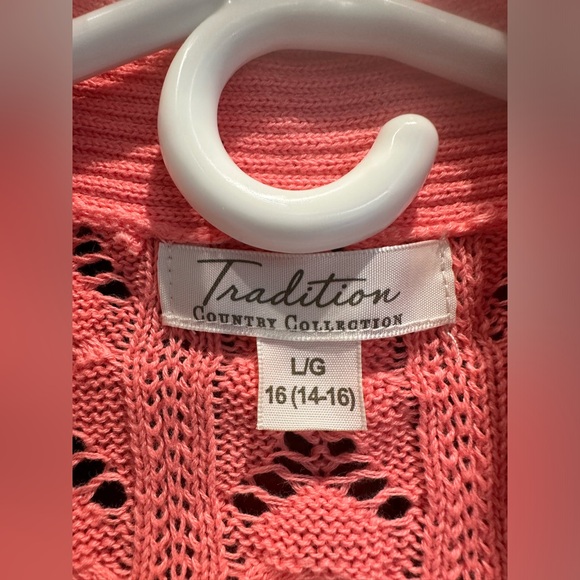 Tradition
COUNTRY COLLECTION
L/G
16 (14-16)